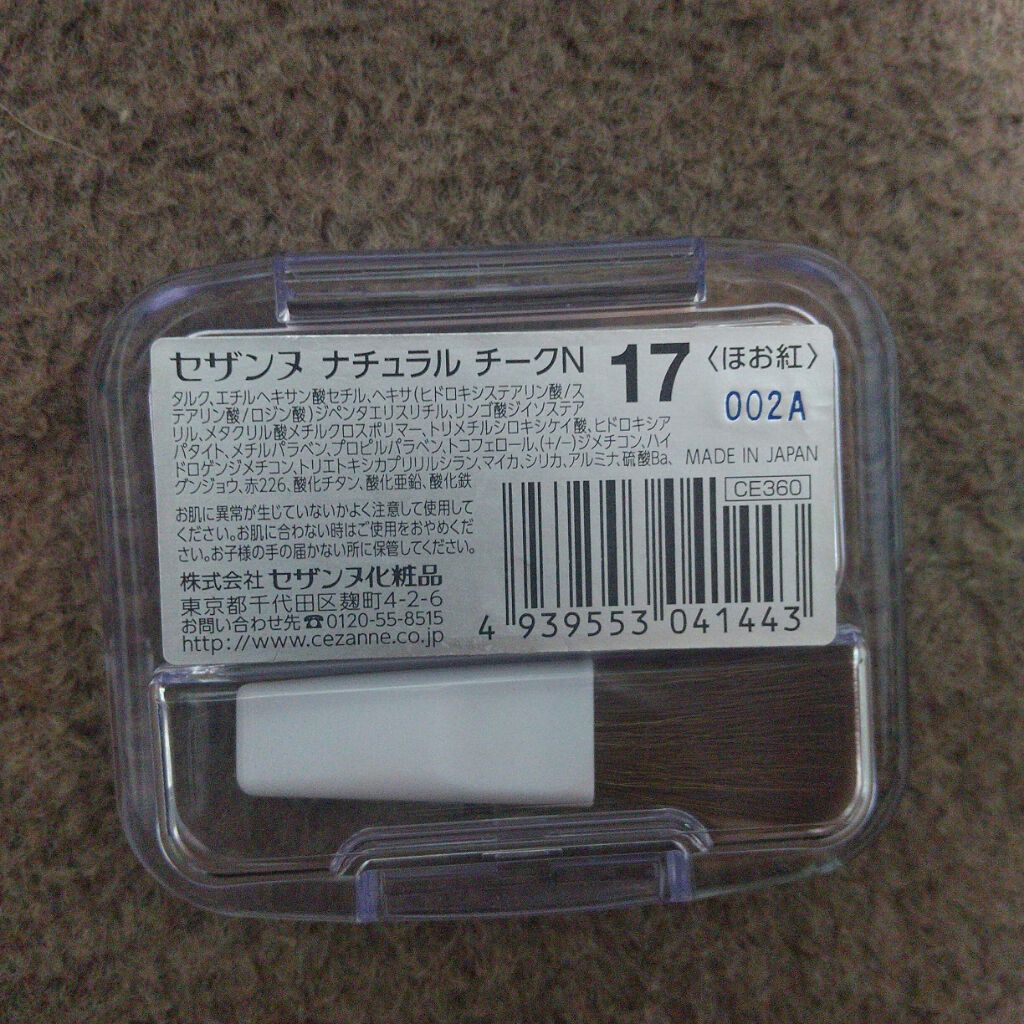 セザンヌ ナチュラル チークN 17 〈ほお紅〉
002A
タルク、エチルヘキサン酸セチル、ヘキサ(ヒドロキシステアリン酸/ス
テアリン酸/ロジン酸)ジペンタエリスリチル、リンゴ酸ジイソステア
リル、メタクリル酸メチルクロスポリマー、トリメチルシロキシケイ酸、ヒドロキシア
パタイト、メチルパラベン、プロピルパラベン、トコフェロール、(+/-)ジメチコン、ハイ
ドロゲンジメチコン、トリエトキシカプリリルシラン、マイカ、シリカ、アルミナ、硫酸Ba、
グンジョウ、赤226、酸化チタン、酸化亜鉛、酸化鉄
MADE IN JAPAN
CE360
お肌に異常が生じていないかよく注意して使用して
ください。お肌に合わない時はご使用をおやめくだ
さい。お子様の手の届かない所に保管してください。
株式会社 セザンヌ化粧品
東京都千代田区麹町4-2-6
お問い合わせ先☎0120-55-8515
http://www.cezanne.co.jp
4 939553 041443